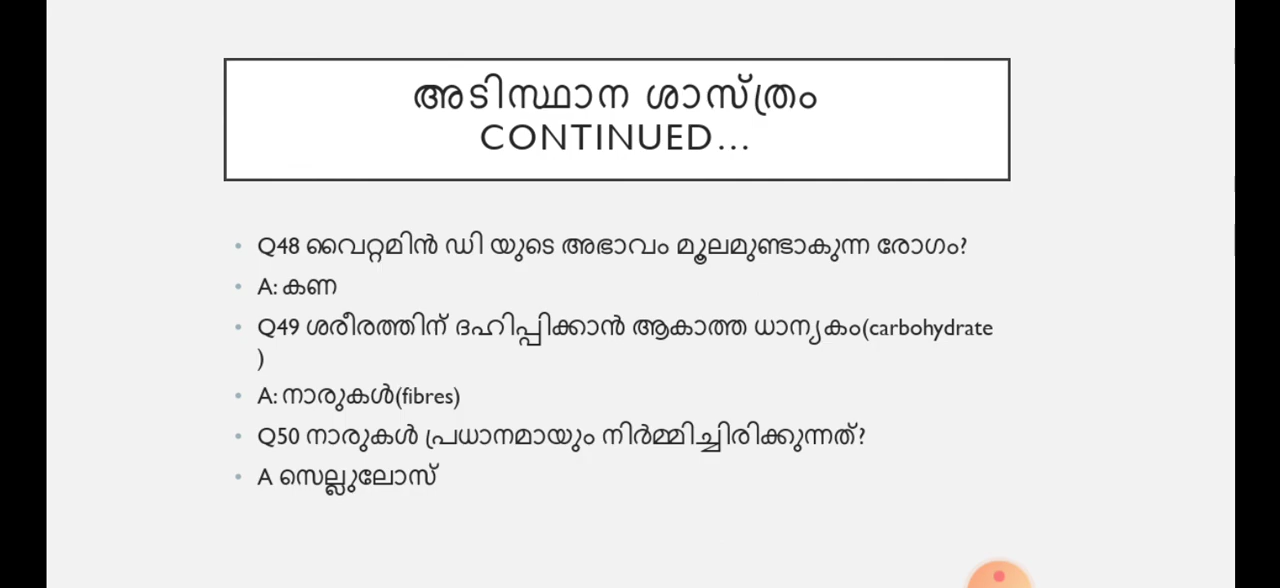 അടിസ്ഥാന ശാസ്ത്രം
CONTINUED...
• Q48 വൈറ്റമിൻ ഡി യുടെ അഭാവം മൂലമുണ്ടാകുന്ന രോഗം?
• A: കണ
• Q49 ശരീരത്തിന് ദഹിപ്പിക്കാൻ ആകാത്ത ധാന്യകം(carbohydrate
)
• A: നാരുകൾ(fibres)
• Q50 നാരുകൾ പ്രധാനമായും നിർമ്മിച്ചിരിക്കുന്നത്?
• A സെല്ലുലോസ്